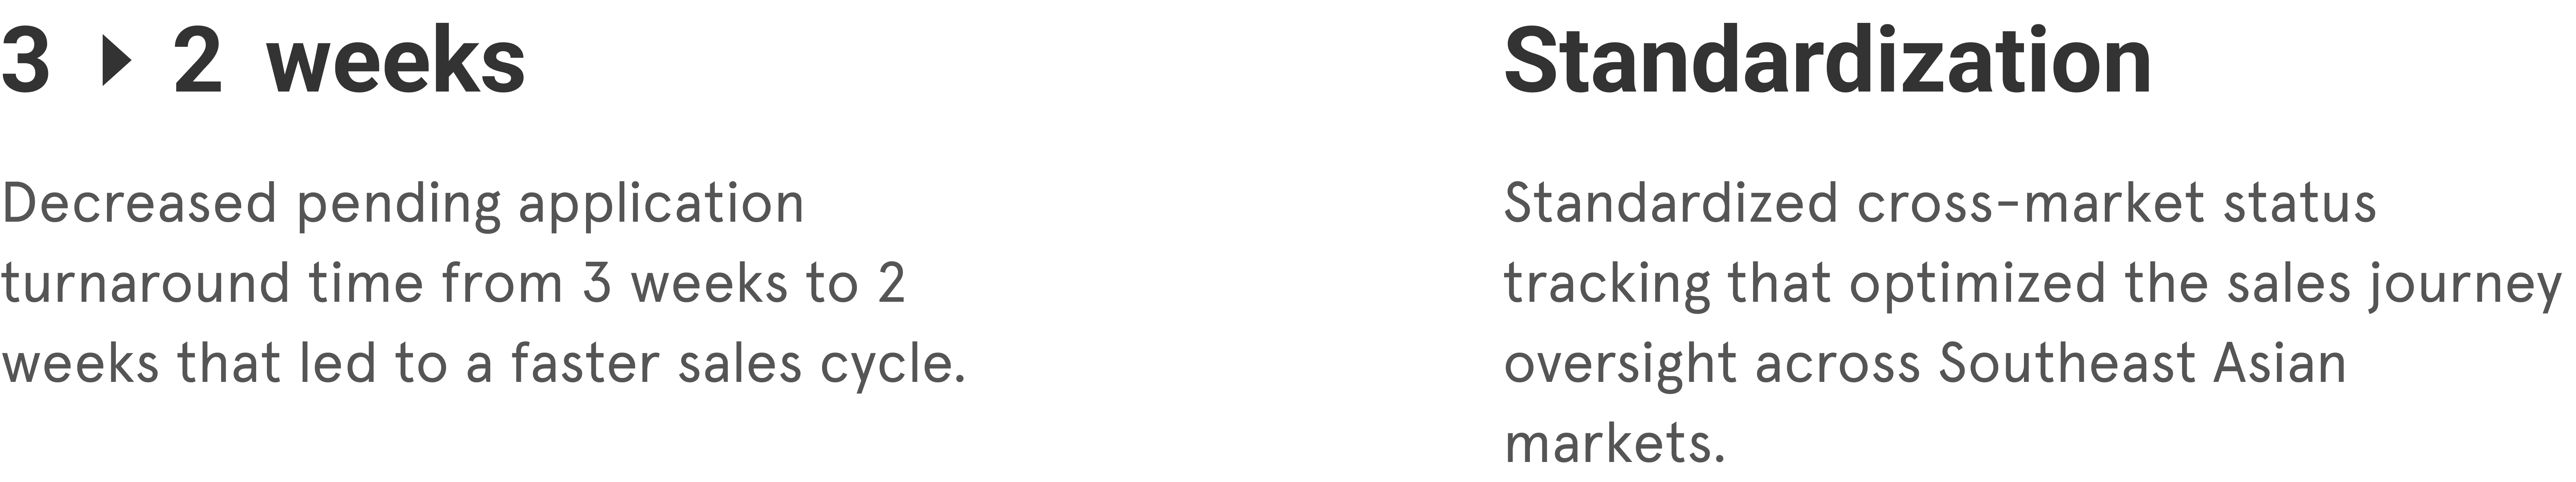 3 ▶ 2 weeks
Decreased pending application
turnaround time from 3 weeks to 2
weeks that led to a faster sales cycle.
Standardization
Standardized cross-market status
tracking that optimized the sales journey
oversight across Southeast Asian
markets.